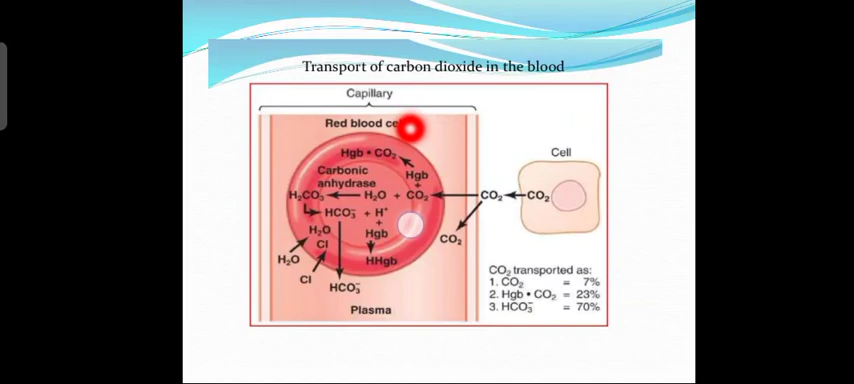 Transport of carbon dioxide in the blood
Capillary
Red blood ce
Hgb • CO₂
Hgb
+
Carbonic
anhydrase
H₂CO₃ H₂O + CO₂ CO₂ CO₂
Cell
HCO₃⁻ + H⁺
+
H₂O Hgb
Cl
CO₂
H₂O
HHgb
Cl
HCO₃⁻
Plasma
CO₂ transported as:
1. CO₂ = 7%
2. Hgb • CO₂ = 23%
3. HCO₃⁻ = 70%